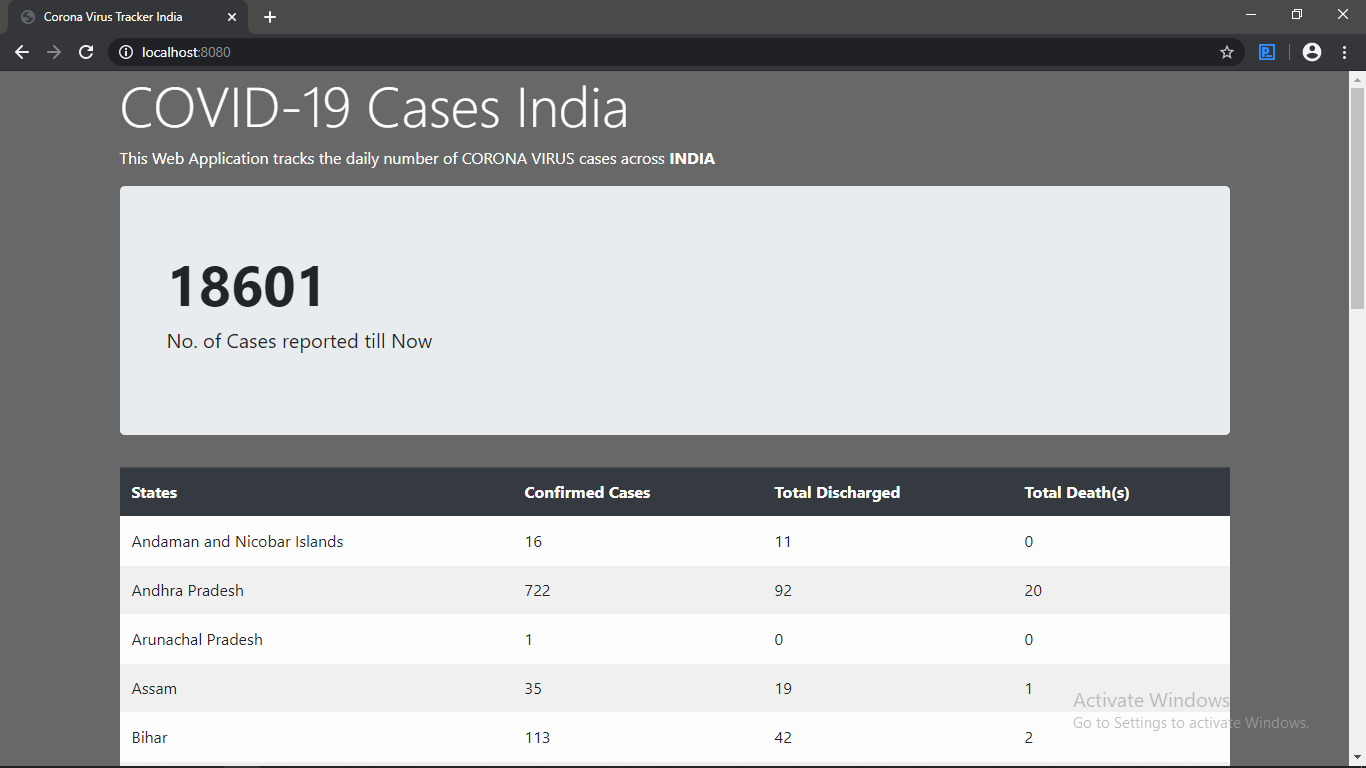 Corona Virus Tracker India
localhost:8080
COVID-19 Cases India
This Web Application tracks the daily number of CORONA VIRUS cases across INDIA
18601
No. of Cases reported till Now
States Confirmed Cases Total Discharged Total Death(s)
Andaman and Nicobar Islands 16 11 0
Andhra Pradesh 722 92 20
Arunachal Pradesh 1 0 0
Assam 35 19 1
Bihar 113 42 2
Activate Windows
Go to Settings to activate Windows.